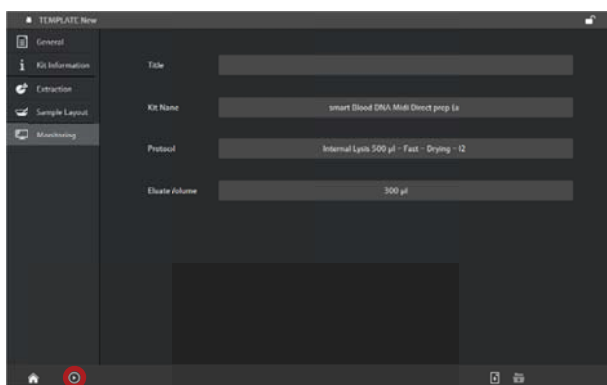 TEMPLATE New
General
Kit Information
Extraction
Sample Layout
Monitoring
Title
Kit Name
smart Blood DNA Midi Direct prep (a
Protocol
Internal Lysis 500 µl - Fast - Drying - I2
Eluate Volume
300 µl